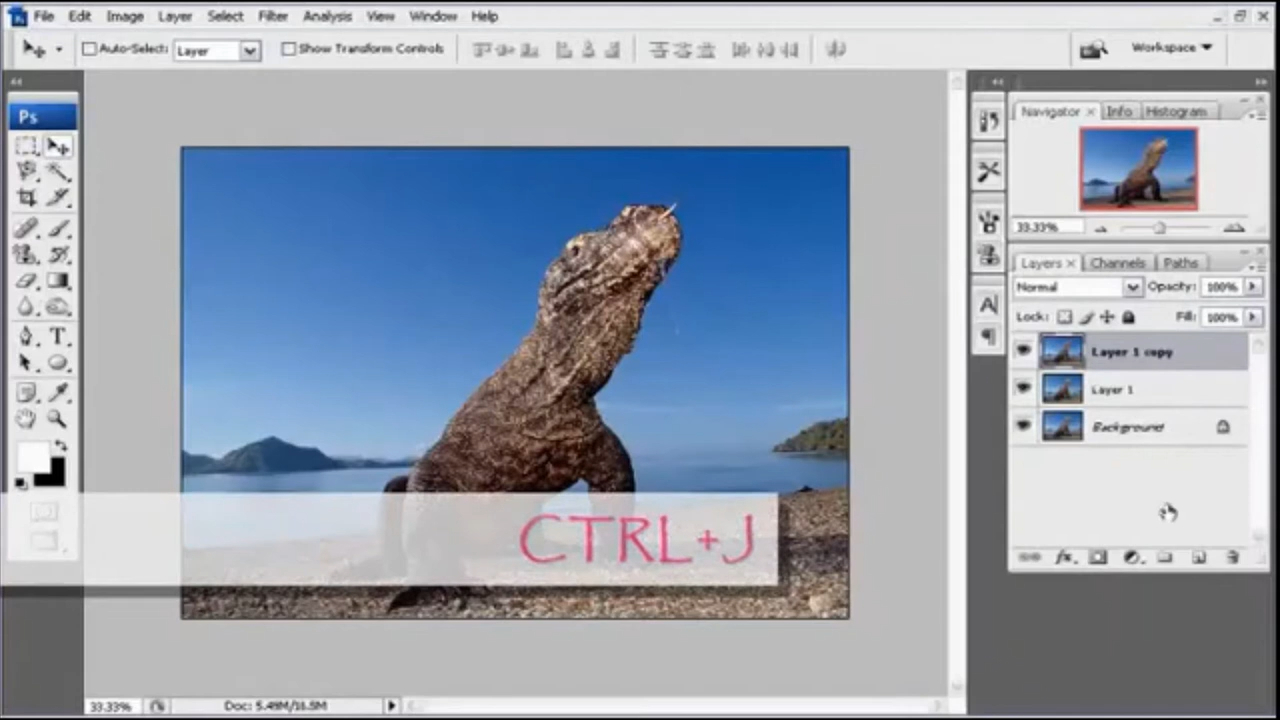 File Edit Image Layer Select Filter Analysis View Window Help
Auto-Select: Layer Show Transform Controls Workspace
Ps
Navigator Info Histogram
33.33%
Layers Channels Paths
Normal Opacity: 100%
Lock: Fill: 100%
Layer 1 copy
Layer 1
Background
CTRL+J
33.33% Doc: 5.49M/16.5M